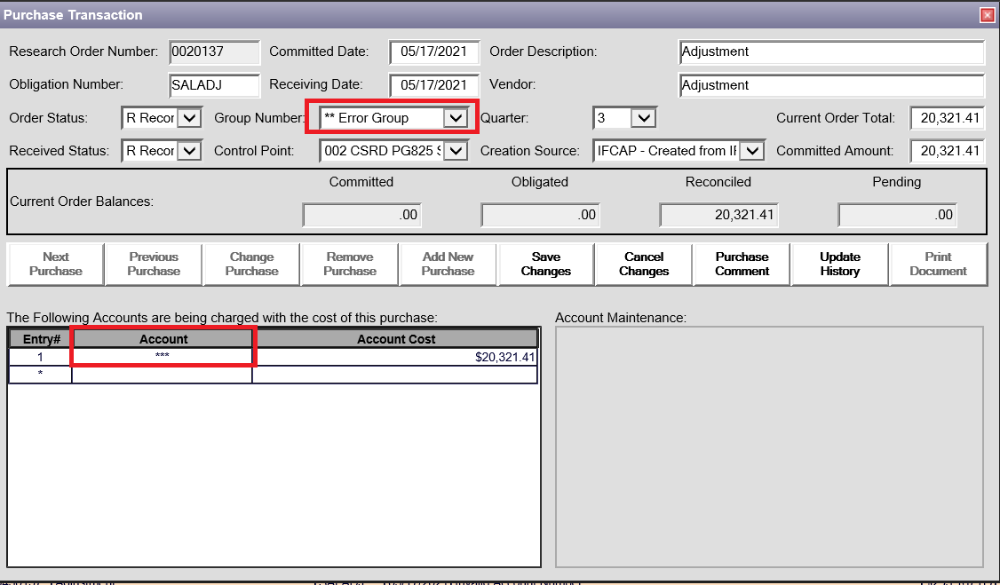 Purchase Transaction
Research Order Number: 0020137 Committed Date: 05/17/2021 Order Description: Adjustment
Obligation Number: SALADJ Receiving Date: 05/17/2021 Vendor: Adjustment
Order Status: R Recor Group Number: ** Error Group Quarter: 3 Current Order Total: 20,321.41
Received Status: R Recor Control Point: 002 CSRD PG825 S Creation Source: IFCAP - Created from IF Committed Amount: 20,321.41
Committed Obligated Reconciled Pending
Current Order Balances: .00 .00 20,321.41 .00
Next Purchase
Previous Purchase
Change Purchase
Remove Purchase
Add New Purchase
Save Changes
Cancel Changes
Purchase Comment
Update History
Print Document
The Following Accounts are being charged with the cost of this purchase: Account Maintenance:
Entry# Account Account Cost
1 *** $20,321.41
*